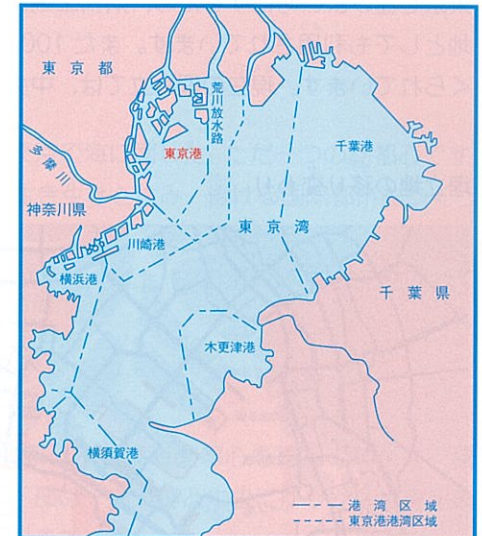 東京都
荒川放水路
千葉港
東京港
多摩川
神奈川県
川崎港
東京湾
横浜港
千葉県
木更津港
横須賀港
港湾区域
東京港港湾区域